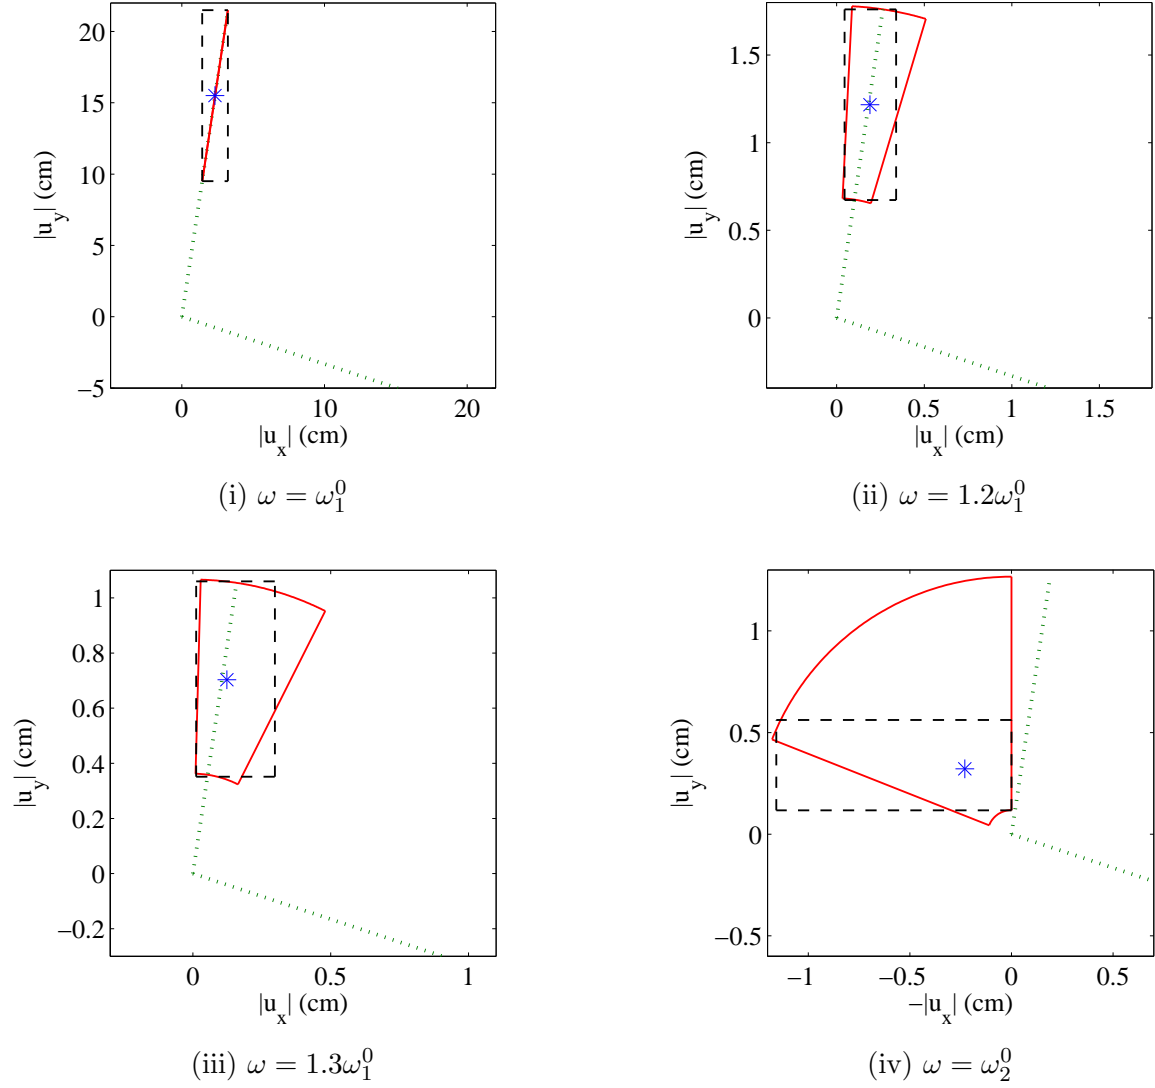 20
15
10
5
0
−5
0
10
20
|u_y| (cm)
|u_x| (cm)
(i) ω = ω_1^0
1.5
1
0.5
0
0
0.5
1
1.5
|u_y| (cm)
|u_x| (cm)
(ii) ω = 1.2ω_1^0
1
0.8
0.6
0.4
0.2
0
−0.2
0
0.5
1
|u_y| (cm)
|u_x| (cm)
(iii) ω = 1.3ω_1^0
1
0.5
0
−0.5
−1
−0.5
0
0.5
|u_y| (cm)
−|u_x| (cm)
(iv) ω = ω_2^0